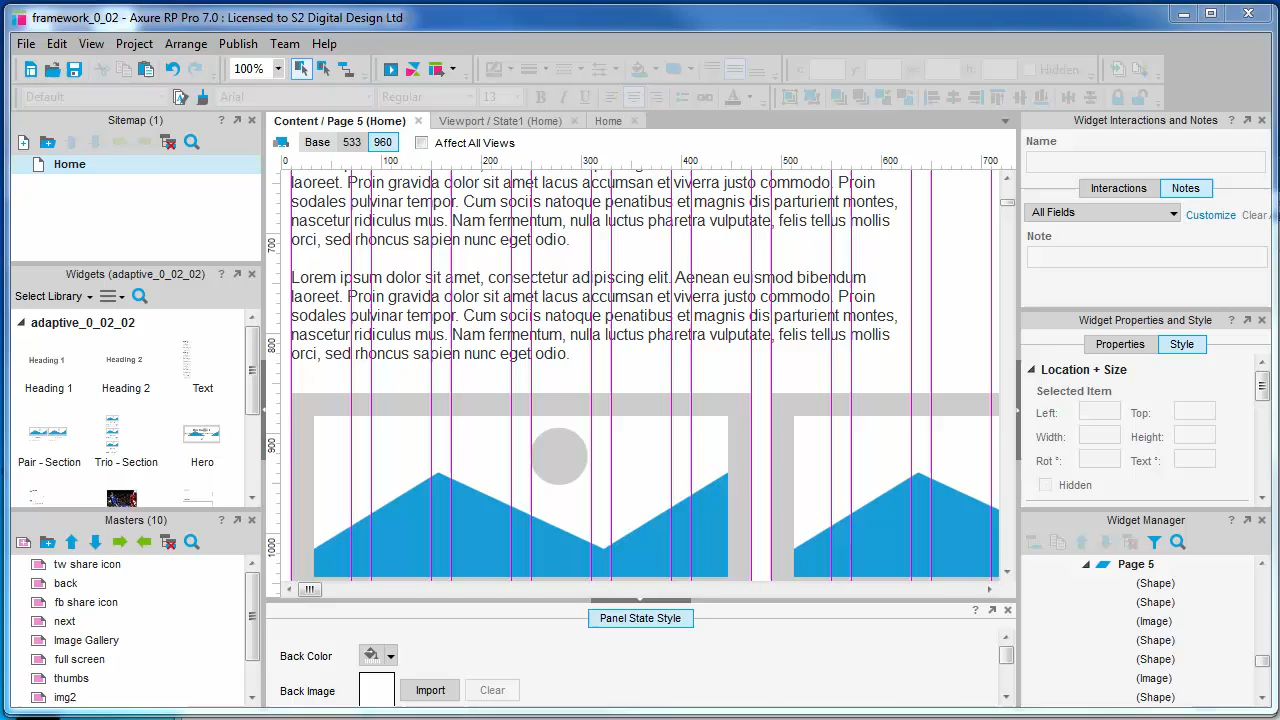 framework_0_02 - Axure RP Pro 7.0 : Licensed to S2 Digital Design Ltd
File Edit View Project Arrange Publish Team Help
100% Hidden
Default Arial Regular 13
Sitemap (1)
Home
Widgets (adaptive_0_02_02)
Select Library
adaptive_0_02_02
Heading 1 Heading 2
Heading 1 Heading 2 Text
Pair - Section Trio - Section Hero
Masters (10)
tw share icon
back
fb share icon
next
Image Gallery
full screen
thumbs
img2
Content / Page 5 (Home) Viewport / State1 (Home) Home
Base 533 960 Affect All Views
0 100 200 300 400 500 600 700
700
800
900
1000
laoreet. Proin gravida dolor sit amet lacus accumsan et viverra justo commodo. Proin
sodales pulvinar tempor. Cum sociis natoque penatibus et magnis dis parturient montes,
nascetur ridiculus mus. Nam fermentum, nulla luctus pharetra vulputate, felis tellus mollis
orci, sed rhoncus sapien nunc eget odio.
Lorem ipsum dolor sit amet, consectetur adipiscing elit. Aenean euismod bibendum
laoreet. Proin gravida dolor sit amet lacus accumsan et viverra justo commodo. Proin
sodales pulvinar tempor. Cum sociis natoque penatibus et magnis dis parturient montes,
nascetur ridiculus mus. Nam fermentum, nulla luctus pharetra vulputate, felis tellus mollis
orci, sed rhoncus sapien nunc eget odio.
Panel State Style
Back Color
Back Image Import Clear
Widget Interactions and Notes
Name
Interactions Notes
All Fields Customize Clear A
Note
Widget Properties and Style
Properties Style
Location + Size
Selected Item
Left: Top:
Width: Height:
Rot °: Text °:
Hidden
Widget Manager
Page 5
(Shape)
(Shape)
(Image)
(Shape)
(Shape)
(Image)
(Shape)